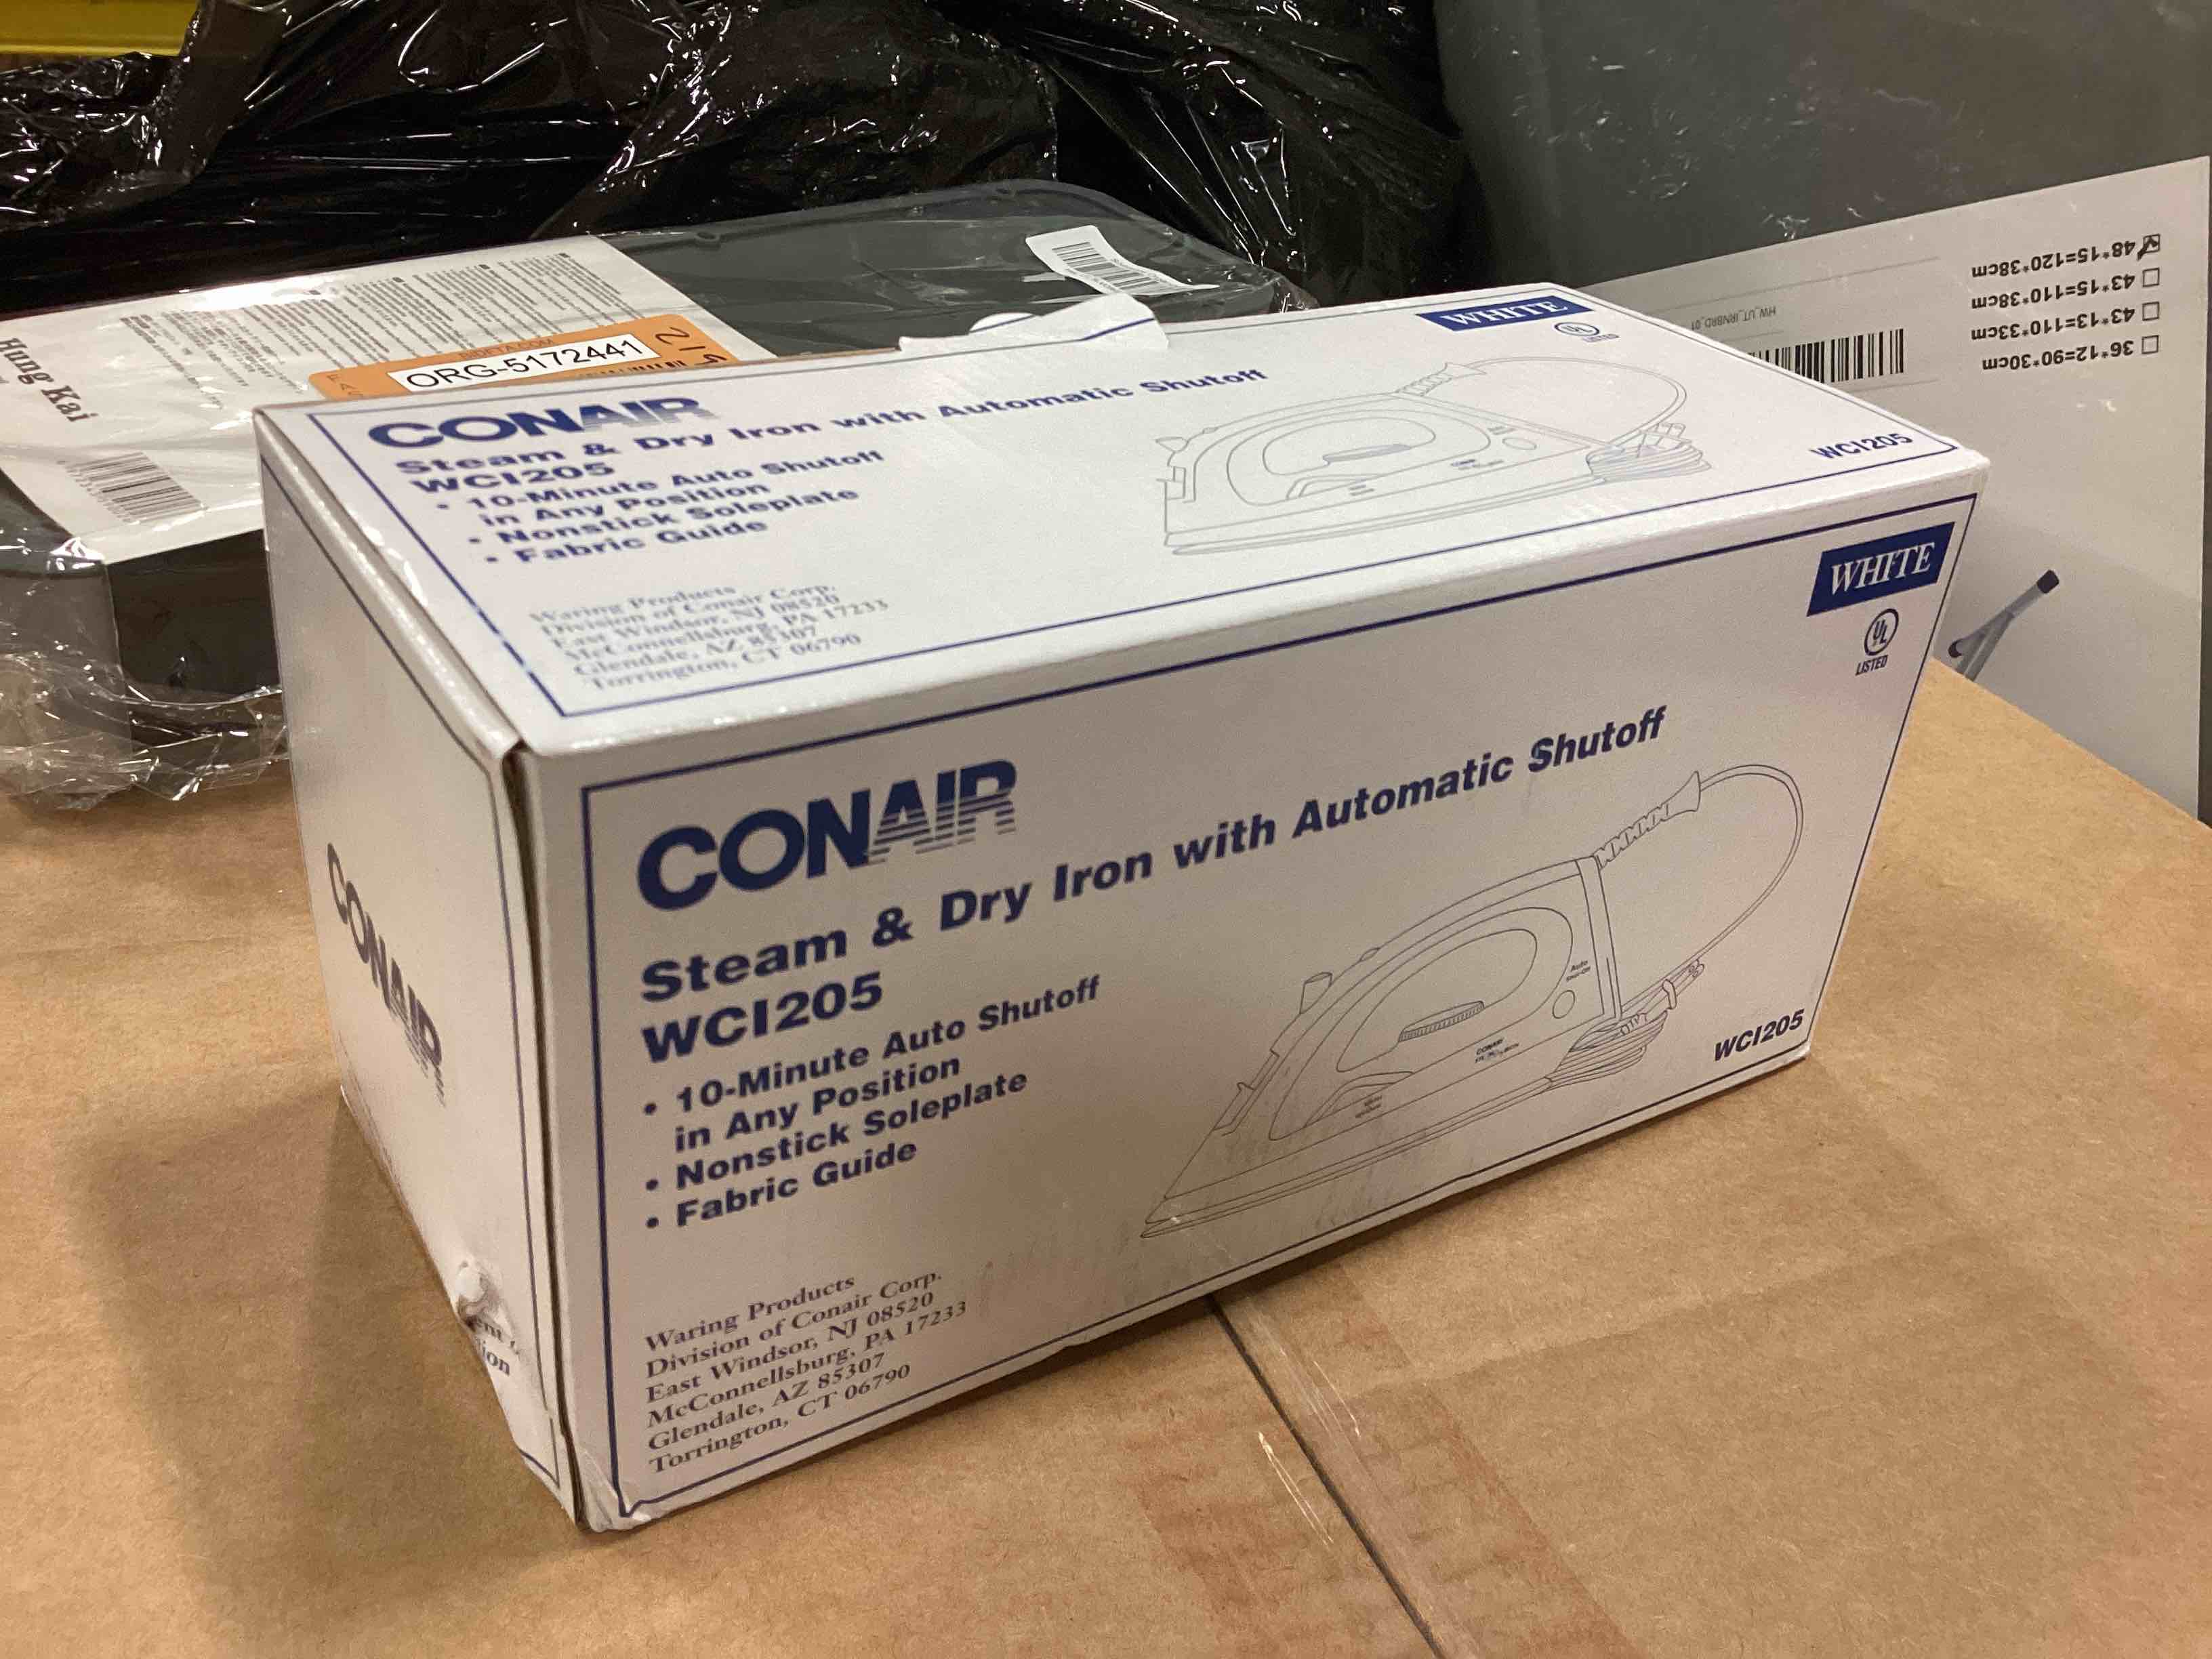 Hung Kai
ORG-5172441
48*15=120*38cm
43*15=110*38cm
43*13=110*33cm
36*12=90*30cm
HW_UT_IRNBRD_01
WHITE
UL
CONAIR
Steam & Dry Iron with Automatic Shutoff
WCI205
• 10-Minute Auto Shutoff
in Any Position
• Nonstick Soleplate
• Fabric Guide
Waring Products
Division of Conair Corp.
East Windsor, NJ 08520
McConnellsburg, PA 17233
Glendale, AZ 85307
Torrington, CT 06790
WCI205
CONAIR
WHITE
UL
LISTED
CONAIR
Steam & Dry Iron with Automatic Shutoff
WCI205
• 10-Minute Auto Shutoff
in Any Position
• Nonstick Soleplate
• Fabric Guide
Waring Products
Division of Conair Corp.
East Windsor, NJ 08520
McConnellsburg, PA 17233
Glendale, AZ 85307
Torrington, CT 06790
WCI205